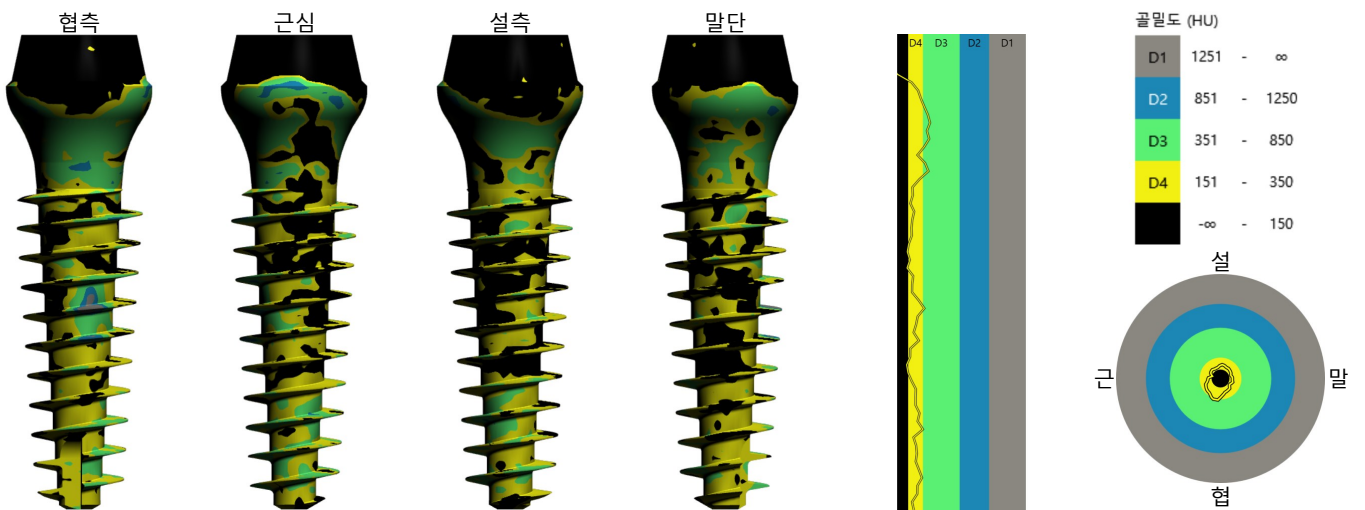 협측 근심 설측 말단
D4 D3 D2 D1
골밀도 (HU)
D1 1251 - ∞
D2 851 - 1250
D3 351 - 850
D4 151 - 350
-∞ - 150
설
근 말
협